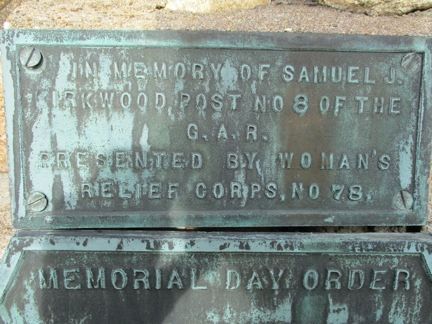 IN MEMORY OF SAMUEL J.
KIRKWOOD POST NO 8 OF THE
G.A.R.
PRESENTED BY WOMAN'S
RELIEF CORPS, NO 78.
MEMORIAL DAY ORDER